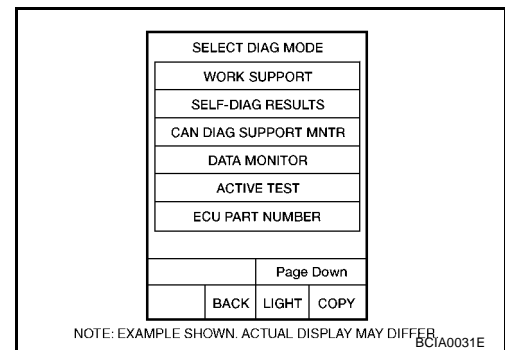 SELECT DIAG MODE
WORK SUPPORT
SELF-DIAG RESULTS
CAN DIAG SUPPORT MNTR
DATA MONITOR
ACTIVE TEST
ECU PART NUMBER
Page Down
BACK LIGHT COPY
NOTE: EXAMPLE SHOWN. ACTUAL DISPLAY MAY DIFFER.
BCIA0031E